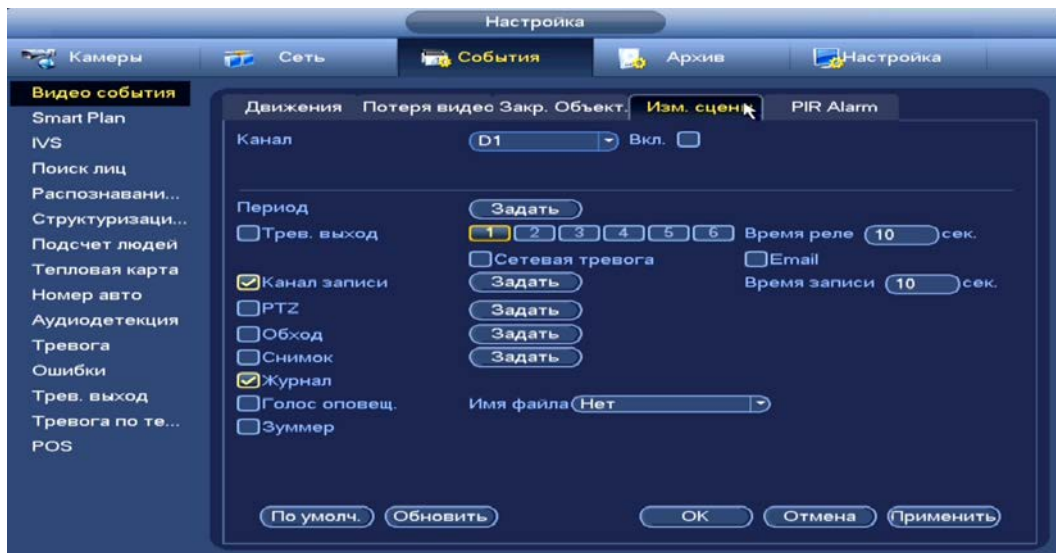 Настройка
Камеры Сеть События Архив Настройка
Видео события
Smart Plan
IVS
Поиск лиц
Распознавани...
Структуризаци...
Подсчет людей
Тепловая карта
Номер авто
Аудиодетекция
Тревога
Ошибки
Трев. выход
Тревога по те...
POS
Движения Потеря видео Закр. Объект. Изм. сцены PIR Alarm
Канал D1 Вкл.
Период Задать
Трев. выход 1 2 3 4 5 6 Время реле 10 сек.
Сетевая тревога Email
Канал записи Задать Время записи 10 сек.
PTZ Задать
Обход Задать
Снимок Задать
Журнал
Голос оповещ. Имя файла Нет
Зуммер
По умолч. Обновить ОК Отмена Применить